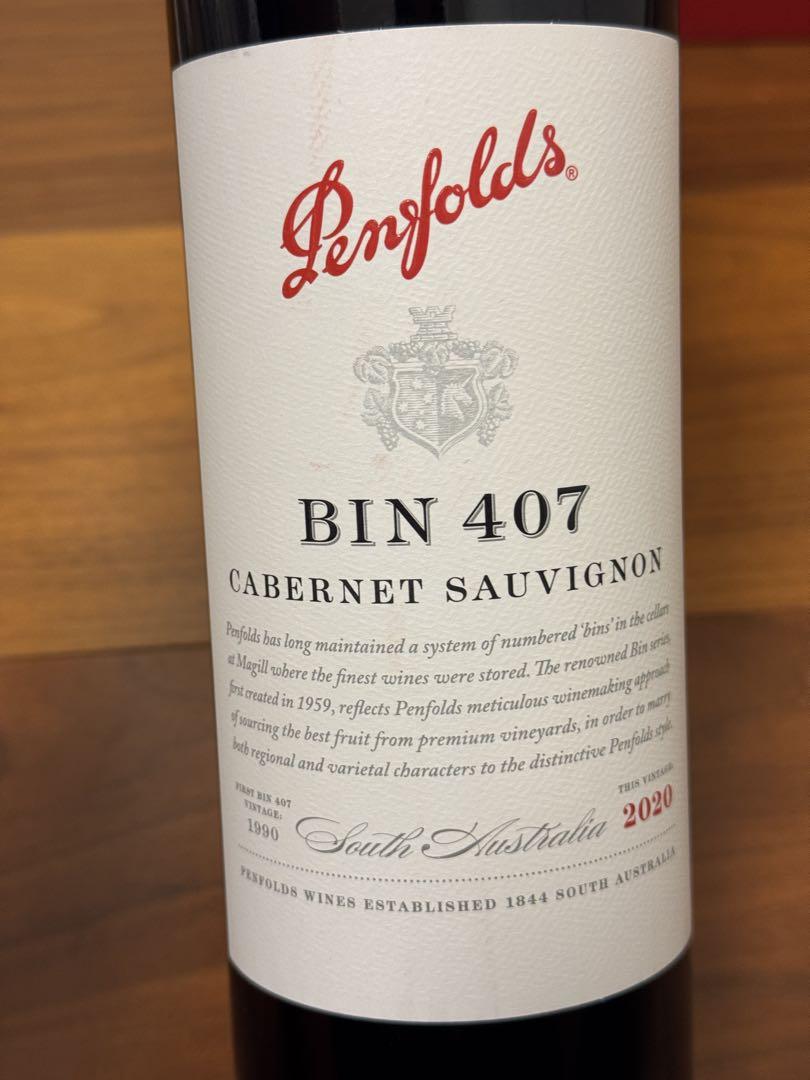 Penfolds®
BIN 407
CABERNET SAUVIGNON
Penfolds has long maintained a system of numbered 'bins' in the cellars
at Magill where the finest wines were stored. The renowned Bin series,
first created in 1959, reflects Penfolds meticulous winemaking approach
of sourcing the best fruit from premium vineyards, in order to marry
both regional and varietal characters to the distinctive Penfolds style.
FIRST BIN 407
VINTAGE:
1990
South Australia
THIS VINTAGE:
2020
PENFOLDS WINES ESTABLISHED 1844 SOUTH AUSTRALIA